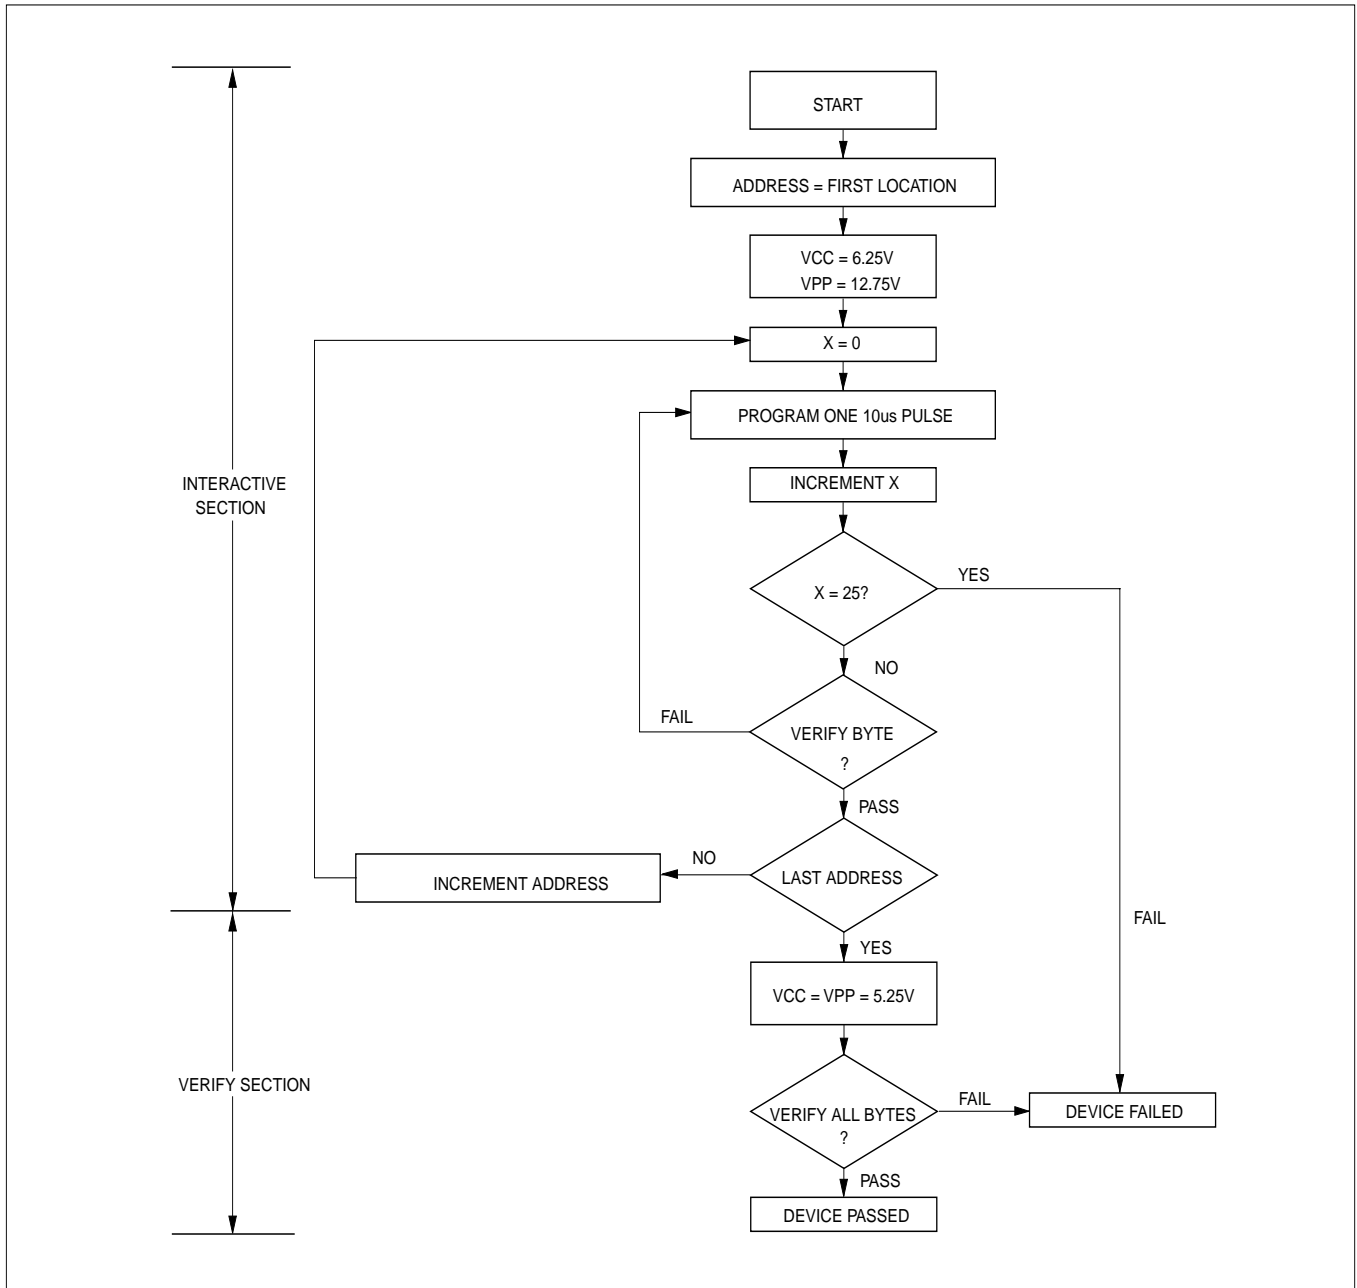 START
ADDRESS = FIRST LOCATION
VCC = 6.25V
VPP = 12.75V
X = 0
PROGRAM ONE 10us PULSE
INTERACTIVE
SECTION
INCREMENT X
X = 25?
YES
NO
FAIL
VERIFY BYTE
?
PASS
NO
LAST ADDRESS
INCREMENT ADDRESS
FAIL
YES
VCC = VPP = 5.25V
VERIFY SECTION
VERIFY ALL BYTES
?
FAIL
DEVICE FAILED
PASS
DEVICE PASSED